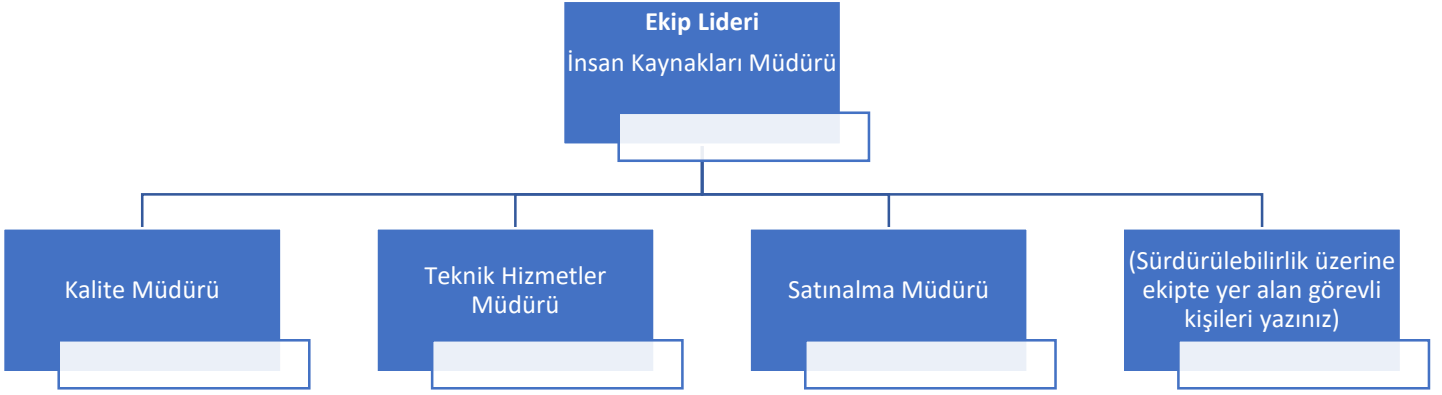 Ekip Lideri
İnsan Kaynakları Müdürü
Kalite Müdürü
Teknik Hizmetler
Müdürü
Satınalma Müdürü
(Sürdürülebilirlik üzerine
ekipte yer alan görevli
kişileri yazınız)